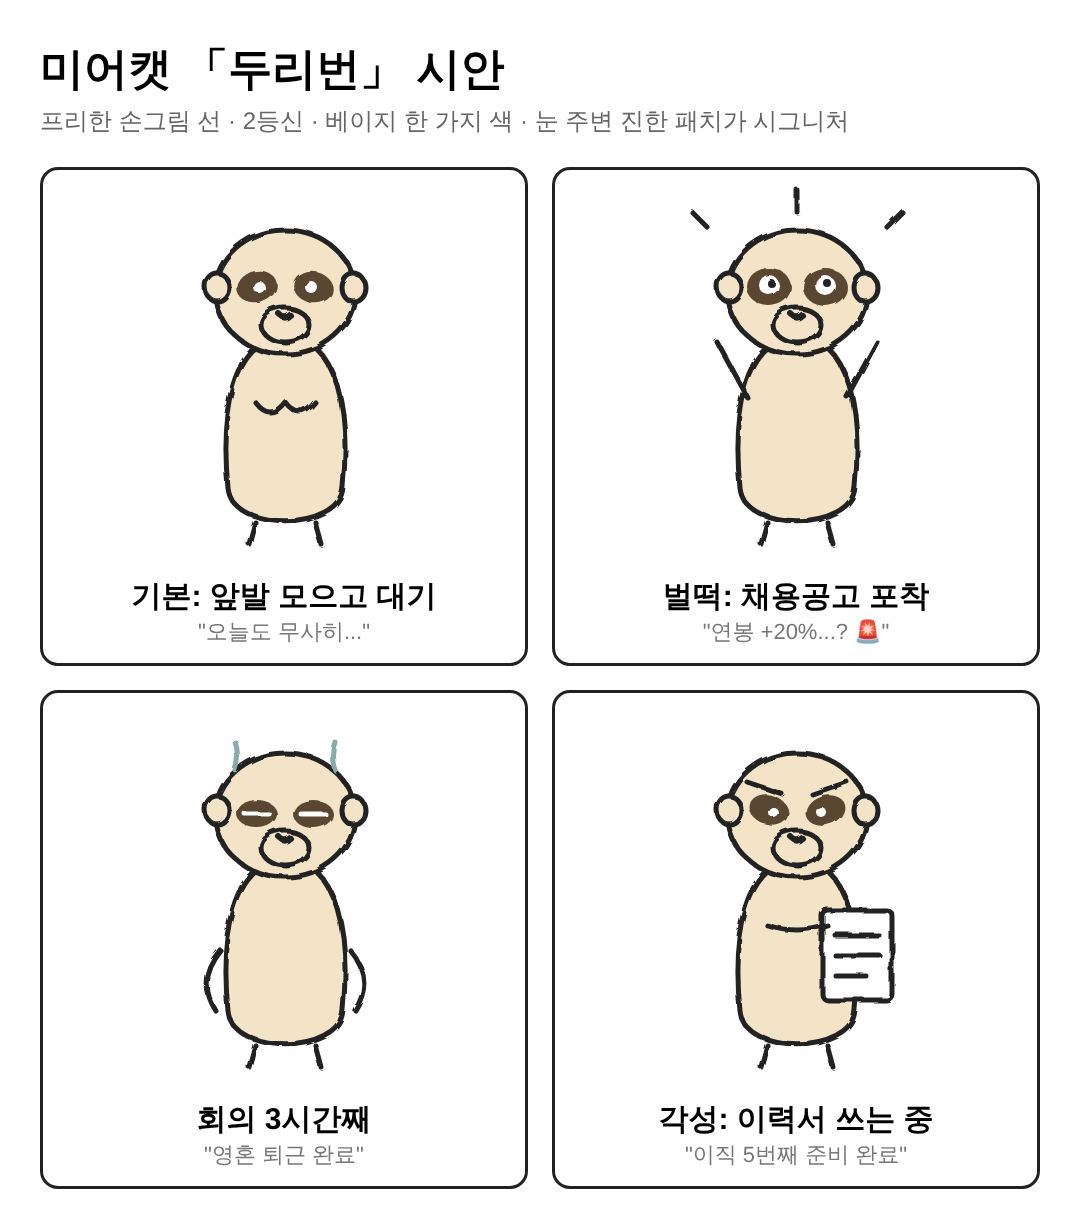 미어캣 「두리번」 시안
프리한 손그림 선 · 2등신 · 베이지 한 가지 색 · 눈 주변 진한 패치가 시그니처
기본: 앞발 모으고 대기
"오늘도 무사히..."
벌떡: 채용공고 포착
"연봉 +20%...? 🚨"
회의 3시간째
"영혼 퇴근 완료"
각성: 이력서 쓰는 중
"이직 5번째 준비 완료"